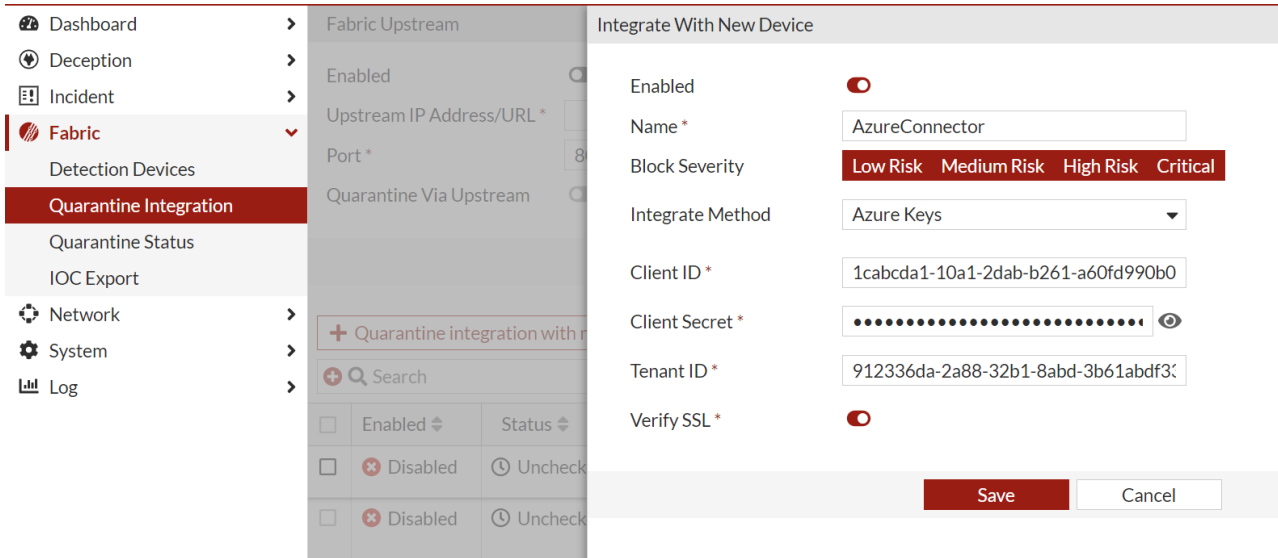 Dashboard
Deception
Incident
Fabric
Detection Devices
Quarantine Integration
Quarantine Status
IOC Export
Network
System
Log
Fabric Upstream
Enabled
Upstream IP Address/URL *
Port *
Quarantine Via Upstream
Quarantine integration with
Search
Enabled Status
Disabled Uncheck
Disabled Uncheck
Integrate With New Device
Enabled
Name * AzureConnector
Block Severity Low Risk Medium Risk High Risk Critical
Integrate Method Azure Keys
Client ID * 1cabcda1-10a1-2dab-b261-a60fd990b0
Client Secret *
Tenant ID * 912336da-2a88-32b1-8abd-3b61abdf33
Verify SSL *
Save Cancel